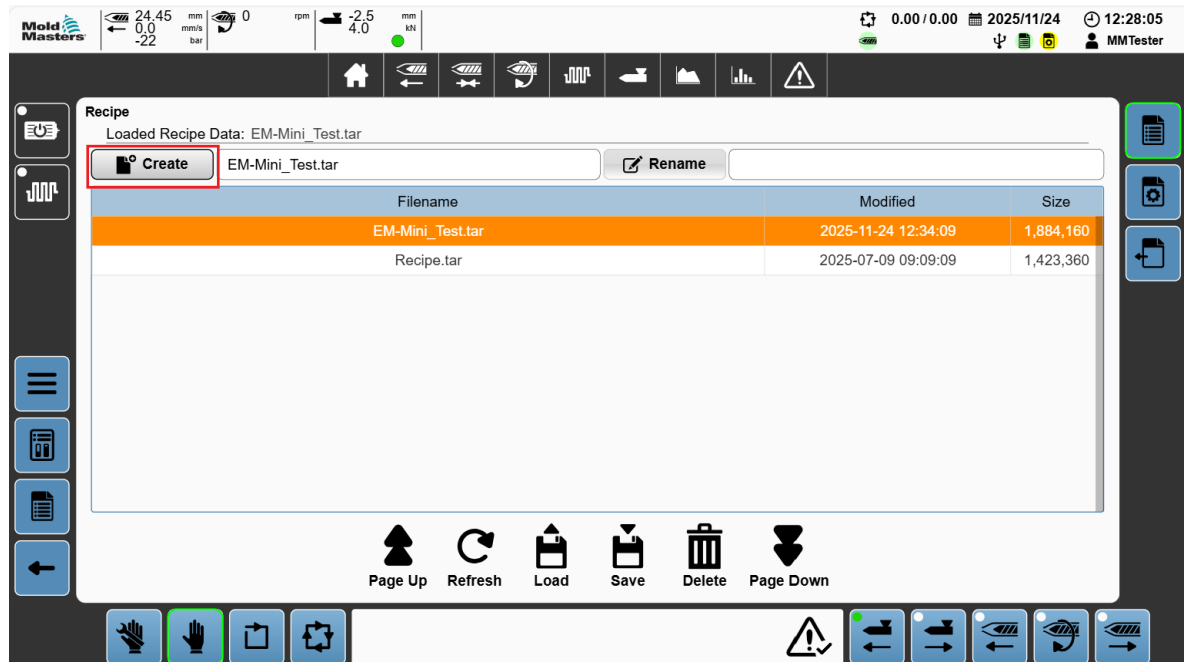 Mold
Masters
24.45 mm
0.0 mm/s
-22 bar
0 rpm
-2.5 mm
4.0 kN
0.00 / 0.00
2025/11/24
12:28:05
MMTester
Recipe
Loaded Recipe Data: EM-Mini_Test.tar
Create
EM-Mini_Test.tar
Rename
Filename Modified Size
EM-Mini_Test.tar 2025-11-24 12:34:09 1,884,160
Recipe.tar 2025-07-09 09:09:09 1,423,360
Page Up Refresh Load Save Delete Page Down